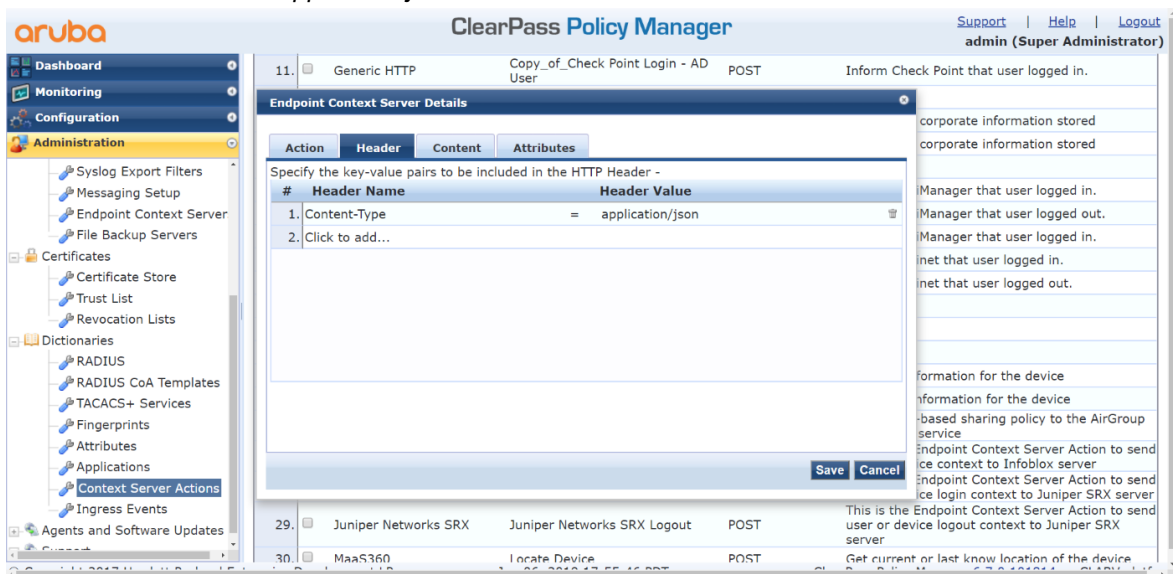 aruba
ClearPass Policy Manager
Support | Help | Logout
admin (Super Administrator)
Dashboard
Monitoring
Configuration
Administration
Syslog Export Filters
Messaging Setup
Endpoint Context Server
File Backup Servers
Certificates
Certificate Store
Trust List
Revocation Lists
Dictionaries
RADIUS
RADIUS CoA Templates
TACACS+ Services
Fingerprints
Attributes
Applications
Context Server Actions
Ingress Events
Agents and Software Updates
11. Generic HTTP Copy_of_Check Point Login - AD User POST Inform Check Point that user logged in.
Endpoint Context Server Details
Action Header Content Attributes
Specify the key-value pairs to be included in the HTTP Header -
# Header Name Header Value
1. Content-Type = application/json
2. Click to add...
Save Cancel
corporate information stored
corporate information stored
iManager that user logged in.
iManager that user logged out.
iManager that user logged in.
inet that user logged in.
inet that user logged out.
formation for the device
nformation for the device
-based sharing policy to the AirGroup
service
Endpoint Context Server Action to send
ice context to Infoblox server
Endpoint Context Server Action to send
ice login context to Juniper SRX server
29. Juniper Networks SRX Juniper Networks SRX Logout POST This is the Endpoint Context Server Action to send
user or device logout context to Juniper SRX
server
30. MaaS360 Locate Device POST Get current or last know location of the device